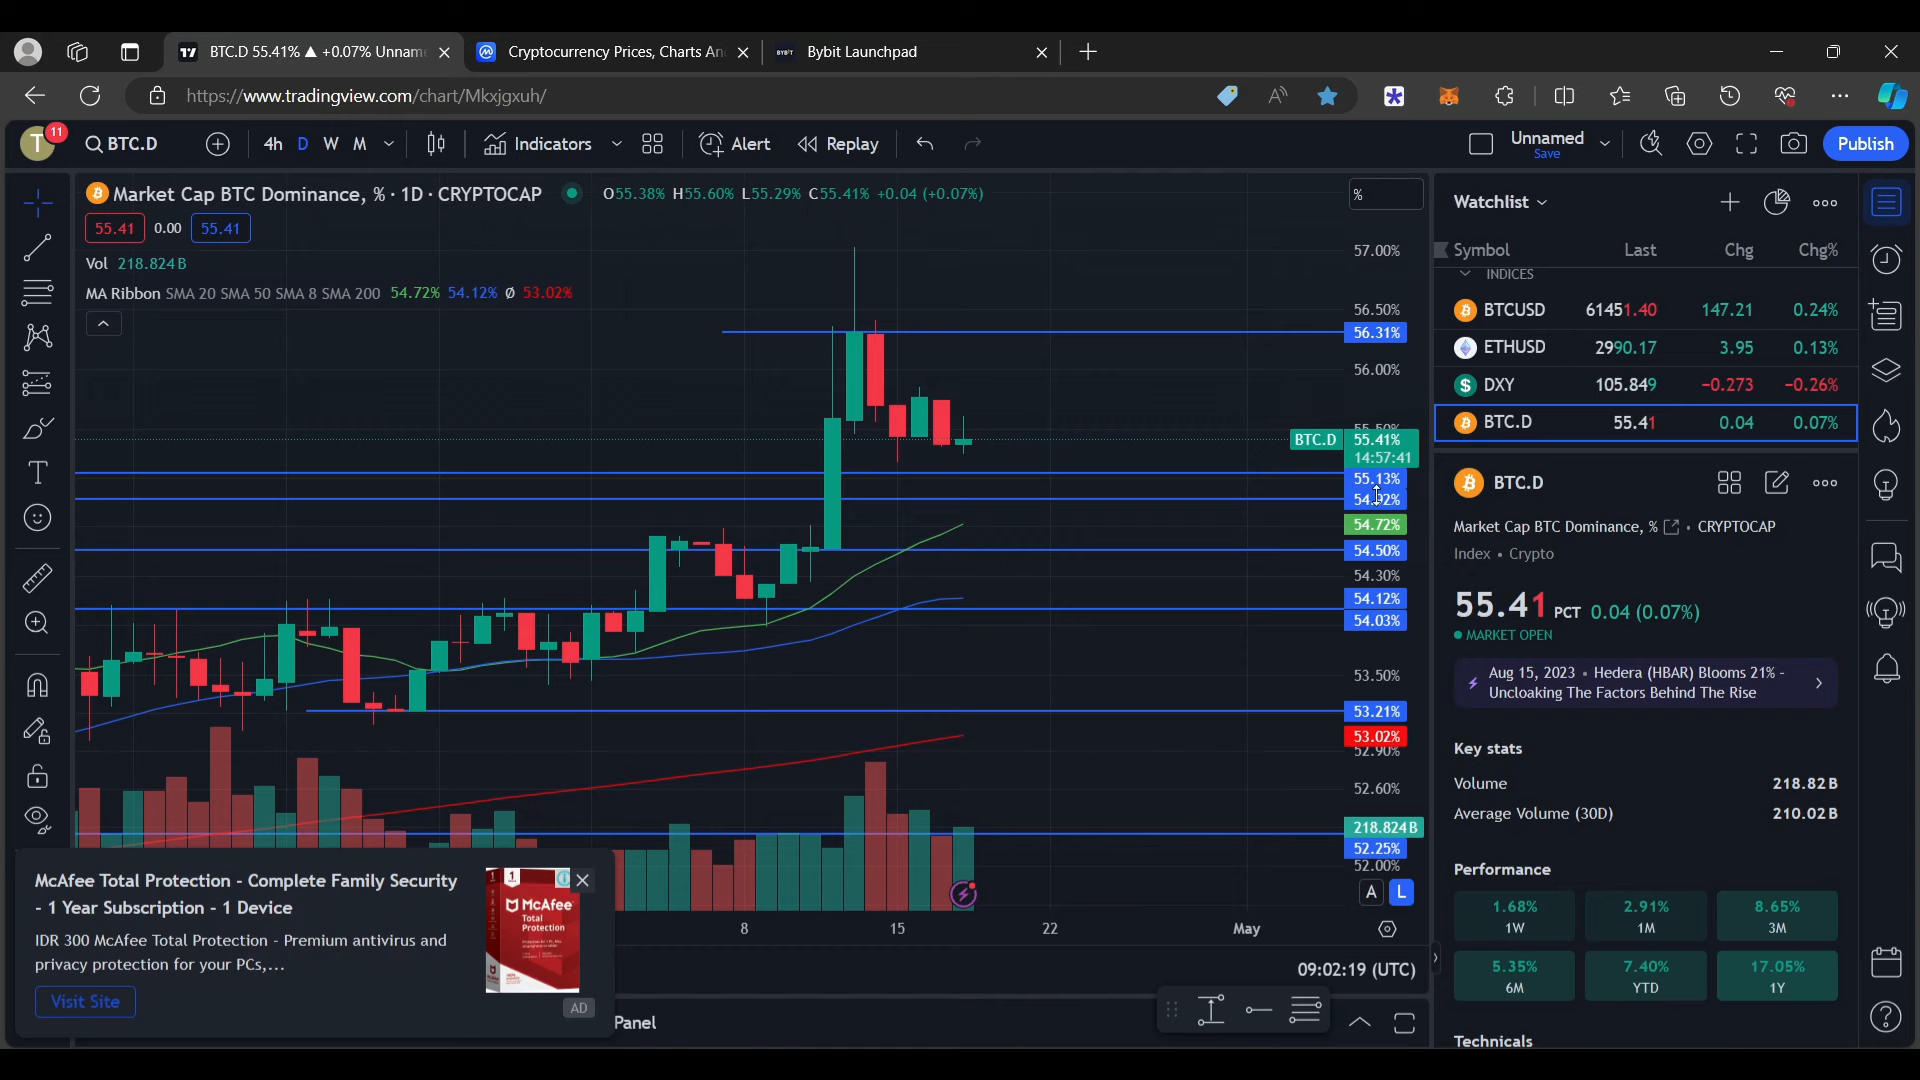 BTC.D 55.41% ▲ +0.07% Unnam
Cryptocurrency Prices, Charts An
BYBIT Bybit Launchpad
https://www.tradingview.com/chart/Mkxjgxuh/
T 11 BTC.D 4h D W M Indicators Alert Replay Unnamed Publish
Save
Market Cap BTC Dominance, % · 1D · CRYPTOCAP O55.38% H55.60% L55.29% C55.41% +0.04 (+0.07%)
%
55.41 0.00 55.41
Vol 218.824B
MA Ribbon SMA 20 SMA 50 SMA 8 SMA 200 54.72% 54.12% Ø 53.02%
57.00%
56.50%
56.31%
56.00%
BTC.D 55.41%
14:57:41
55.13%
54.92%
54.72%
54.50%
54.30%
54.12%
54.03%
53.50%
53.21%
53.02%
52.90%
52.60%
218.824B
52.25%
52.00%
A L
8 15 22 May
09:02:19 (UTC)
Panel
McAfee Total Protection - Complete Family Security
- 1 Year Subscription - 1 Device
IDR 300 McAfee Total Protection - Premium antivirus and
privacy protection for your PCs,...
Visit Site
McAfee
Total
Protection
AD
Watchlist
Symbol Last Chg Chg%
INDICES
BTCUSD 61451.40 147.21 0.24%
ETHUSD 2990.17 3.95 0.13%
DXY 105.849 −0.273 −0.26%
BTC.D 55.41 0.04 0.07%
BTC.D
Market Cap BTC Dominance, % • CRYPTOCAP
Index • Crypto
55.41 PCT 0.04 (0.07%)
MARKET OPEN
Aug 15, 2023 • Hedera (HBAR) Blooms 21% -
Uncloaking The Factors Behind The Rise
Key stats
Volume 218.82B
Average Volume (30D) 210.02B
Performance
1.68% 2.91% 8.65%
1W 1M 3M
5.35% 7.40% 17.05%
6M YTD 1Y
Technicals